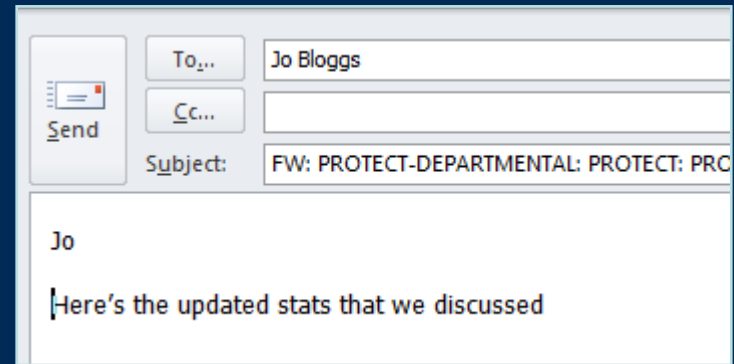 To...
Jo Bloggs
Send
Cc...
Subject:
FW: PROTECT-DEPARTMENTAL: PROTECT: PRO
Jo
Here's the updated stats that we discussed